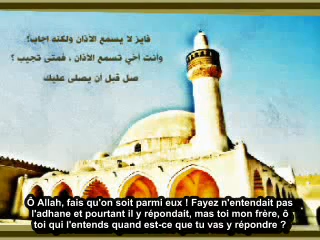 فايز لا يسمع الأذان ولكنه أجاب؟
وأنت أخي تسمع الأذان ، فمتى تجيب ؟
صل قبل أن يصلى عليك
Ô Allah, fais qu'on soit parmi eux ! Fayez n'entendait pas
l'adhane et pourtant il y répondait, mais toi mon frère, ô
toi qui l'entends quand est-ce que tu vas y répondre ?